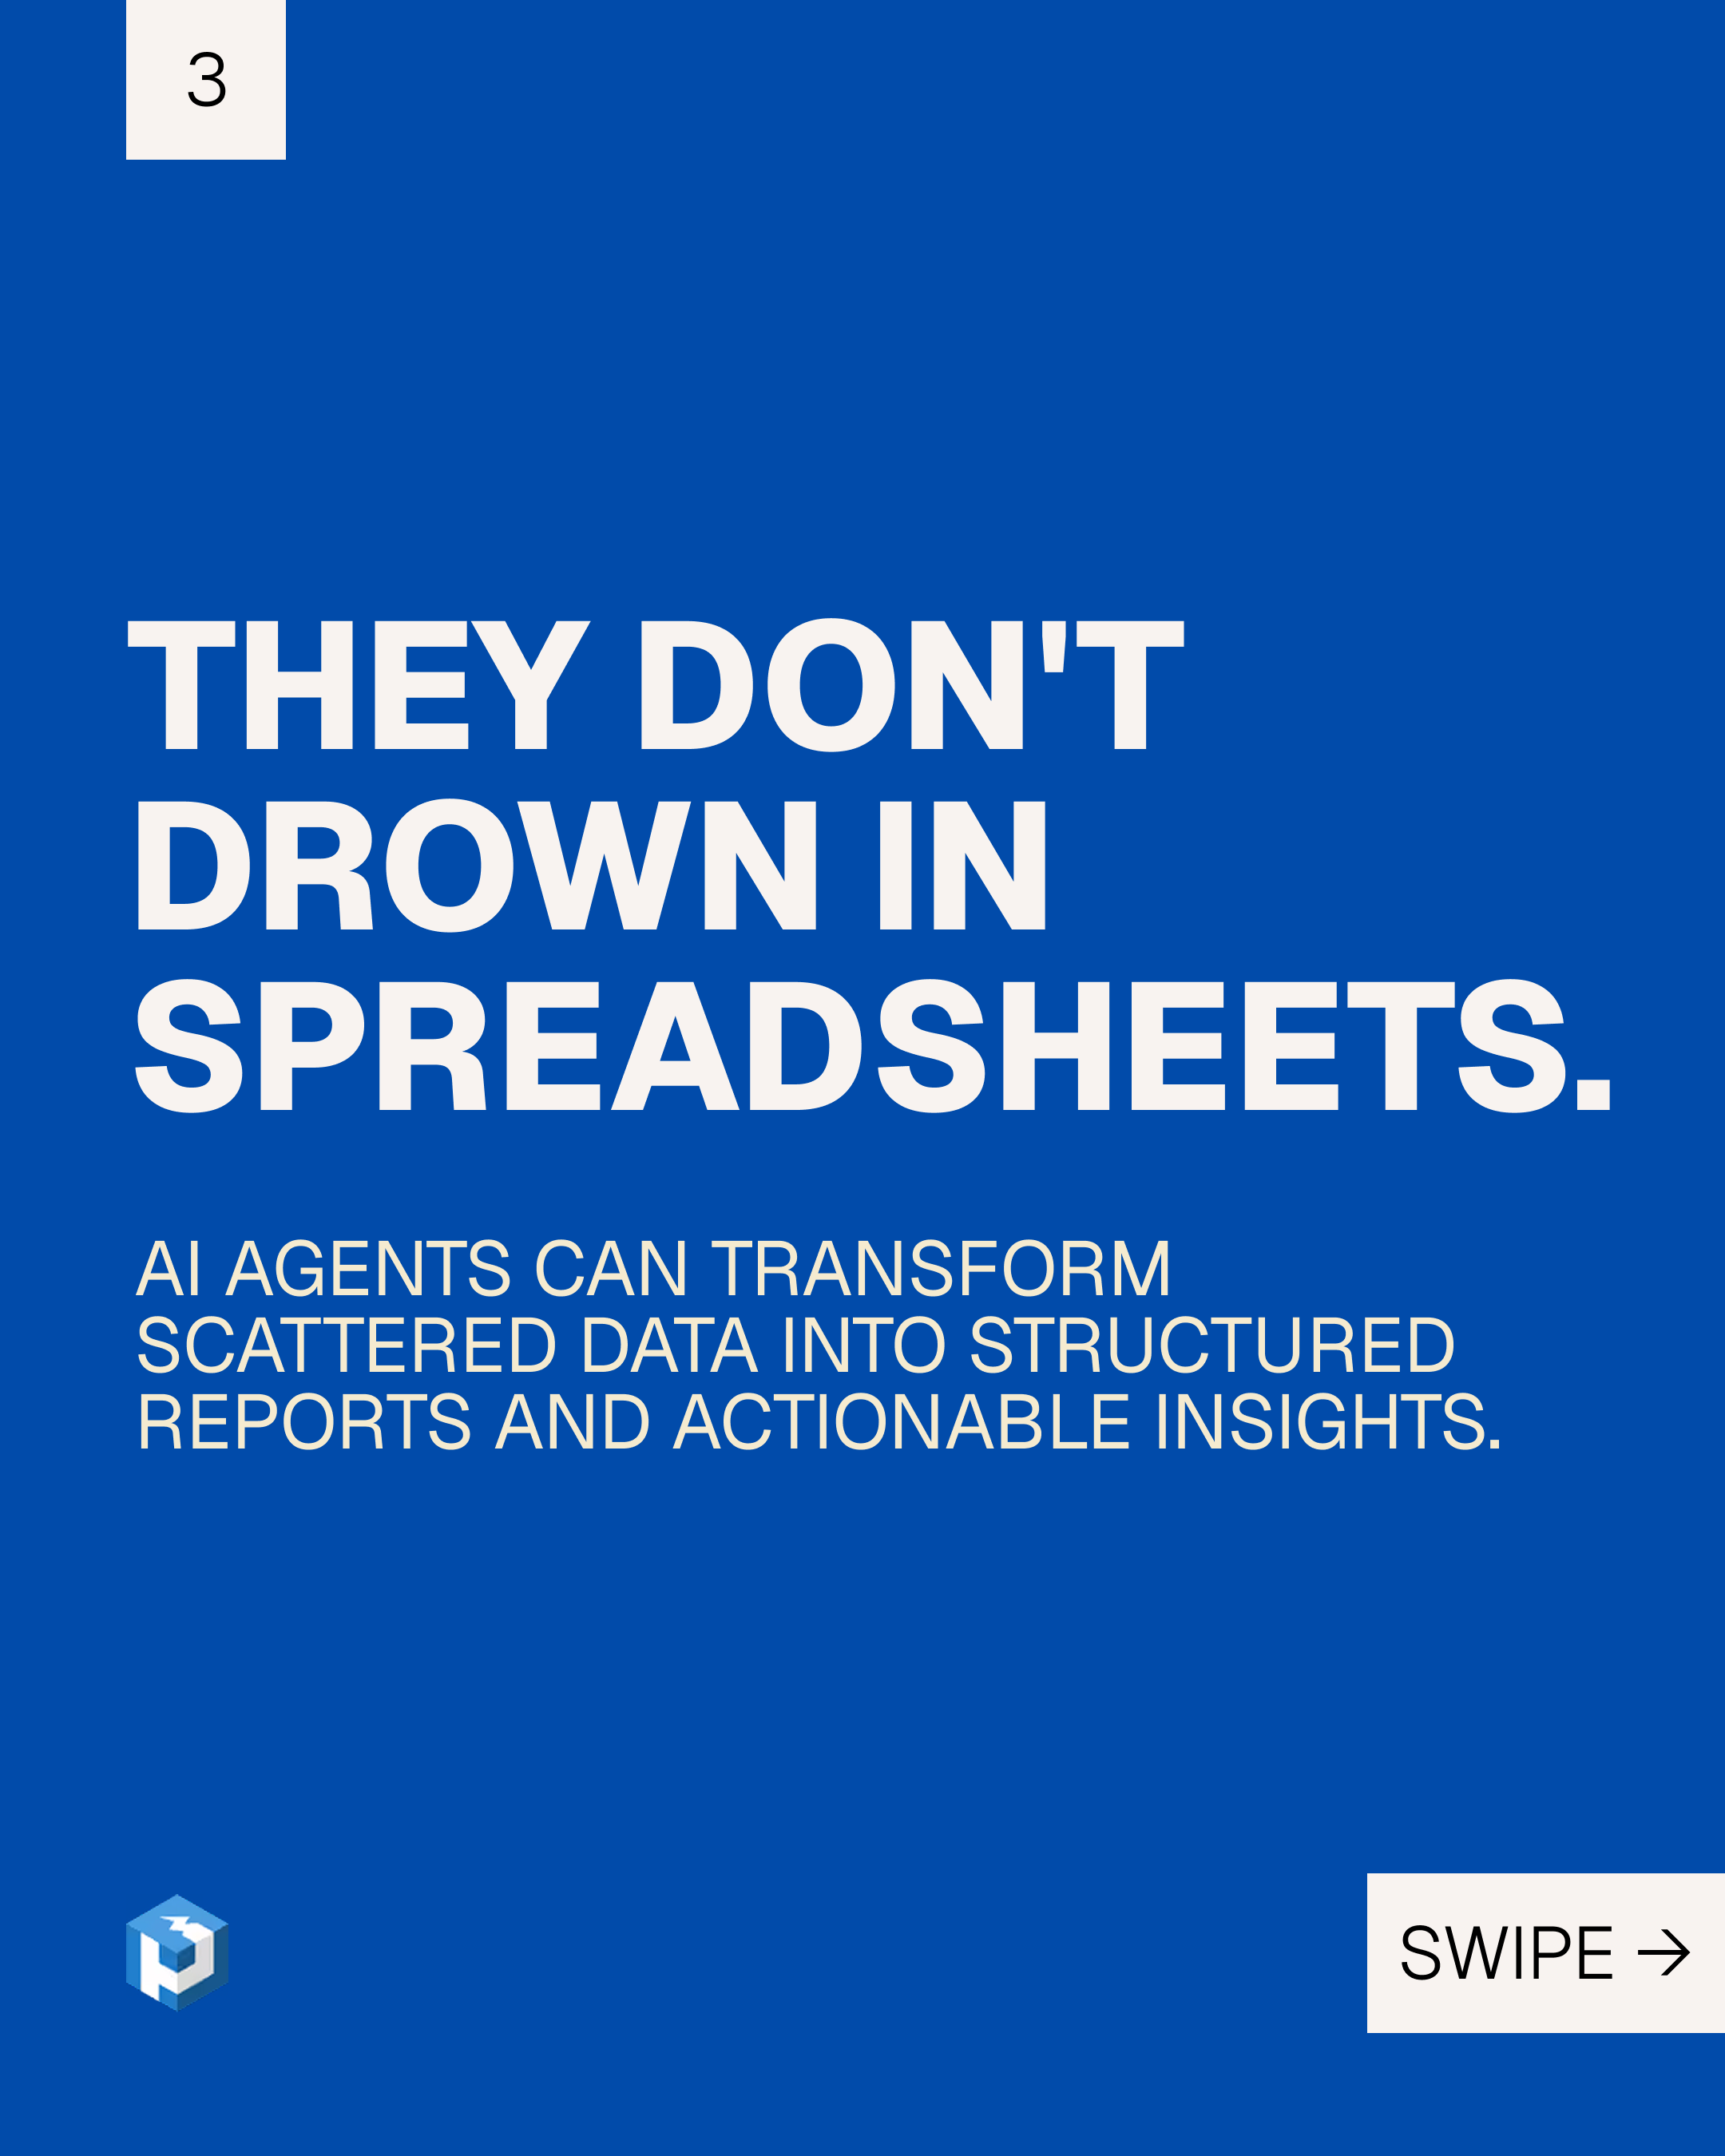 3
THEY DON'T
DROWN IN
SPREADSHEETS.
AI AGENTS CAN TRANSFORM
SCATTERED DATA INTO STRUCTURED
REPORTS AND ACTIONABLE INSIGHTS.
SWIPE →